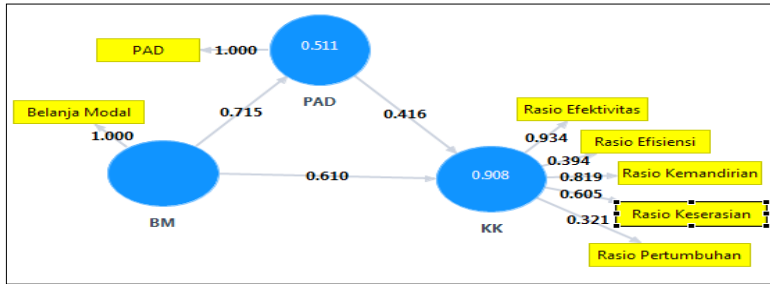 0.511
PAD
1.000
PAD
Belanja Modal
1.000
0.715
0.416
Rasio Efektivitas
0.934
Rasio Efisiensi
0.394
0.819
Rasio Kemandirian
0.610
0.908
0.605
Rasio Keserasian
0.321
BM
KK
Rasio Pertumbuhan